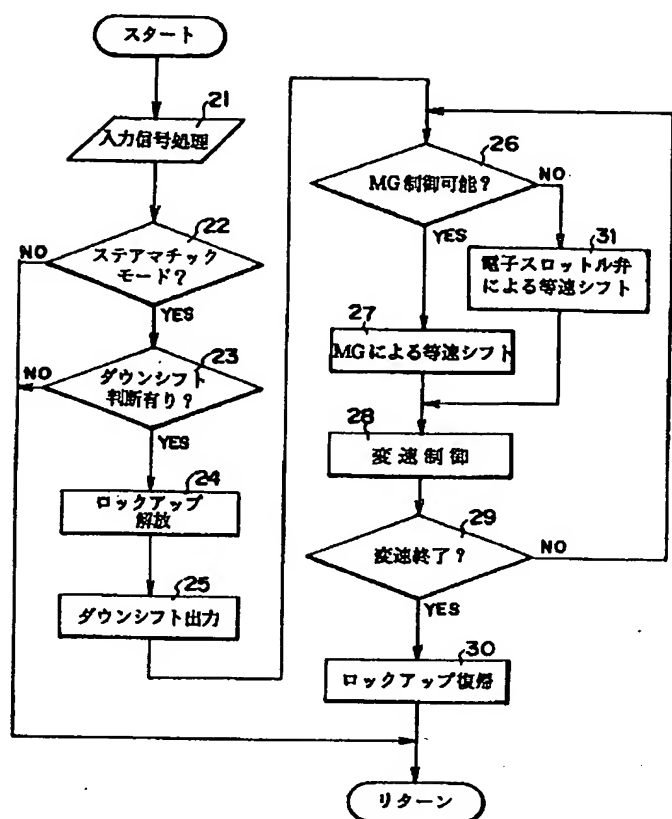 スタート
21
入力信号処理
22
ステアマチック
モード?
NO
YES
23
ダウンシフト
判断有り?
NO
YES
24
ロックアップ
解放
25
ダウンシフト出力
26
MG制御可能?
NO
YES
31
電子スロットル弁
による等速シフト
27
MGによる等速シフト
28
変速制御
29
変速終了?
NO
YES
30
ロックアップ復帰
リターン